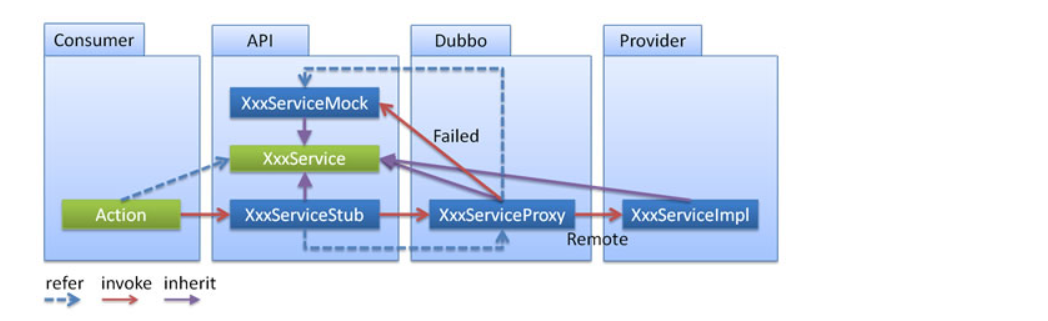 Consumer
API
Dubbo
Provider
XxxServiceMock
Failed
XxxService
Action
XxxServiceStub
XxxServiceProxy
XxxServiceImpl
Remote
refer invoke inherit